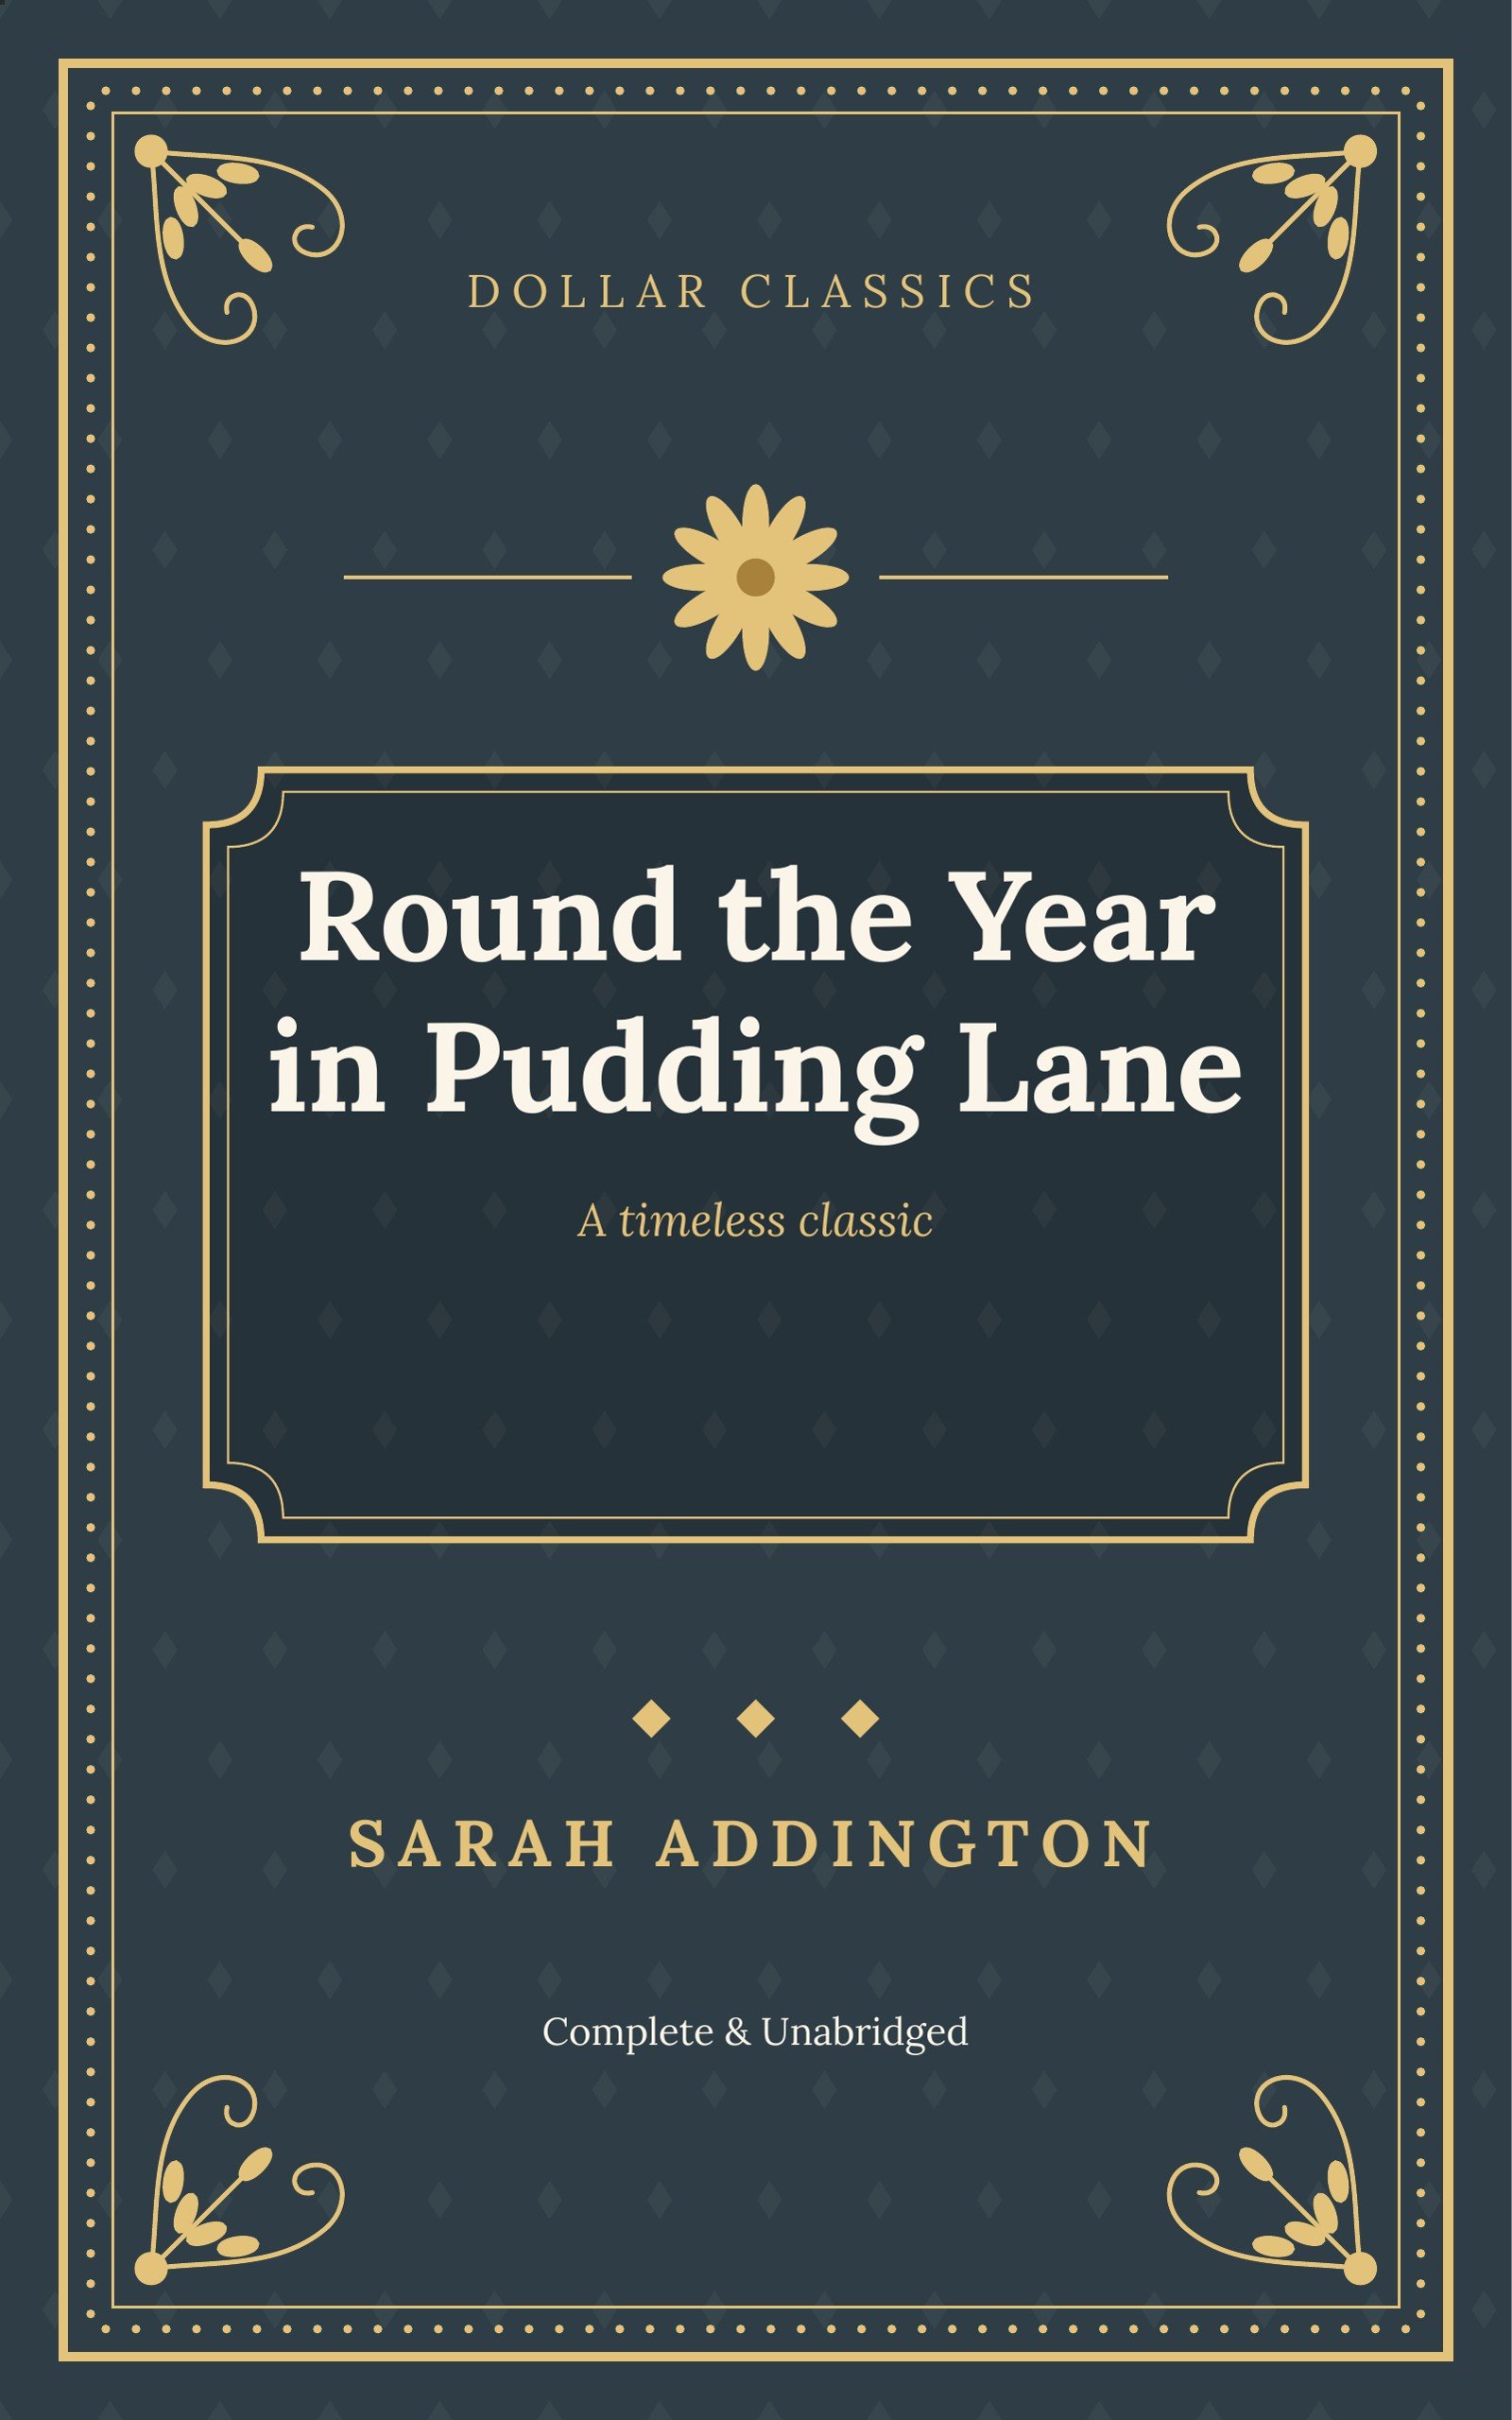 DOLLAR CLASSICS
Round the Year
in Pudding Lane
A timeless classic
SARAH ADDINGTON
Complete & Unabridged